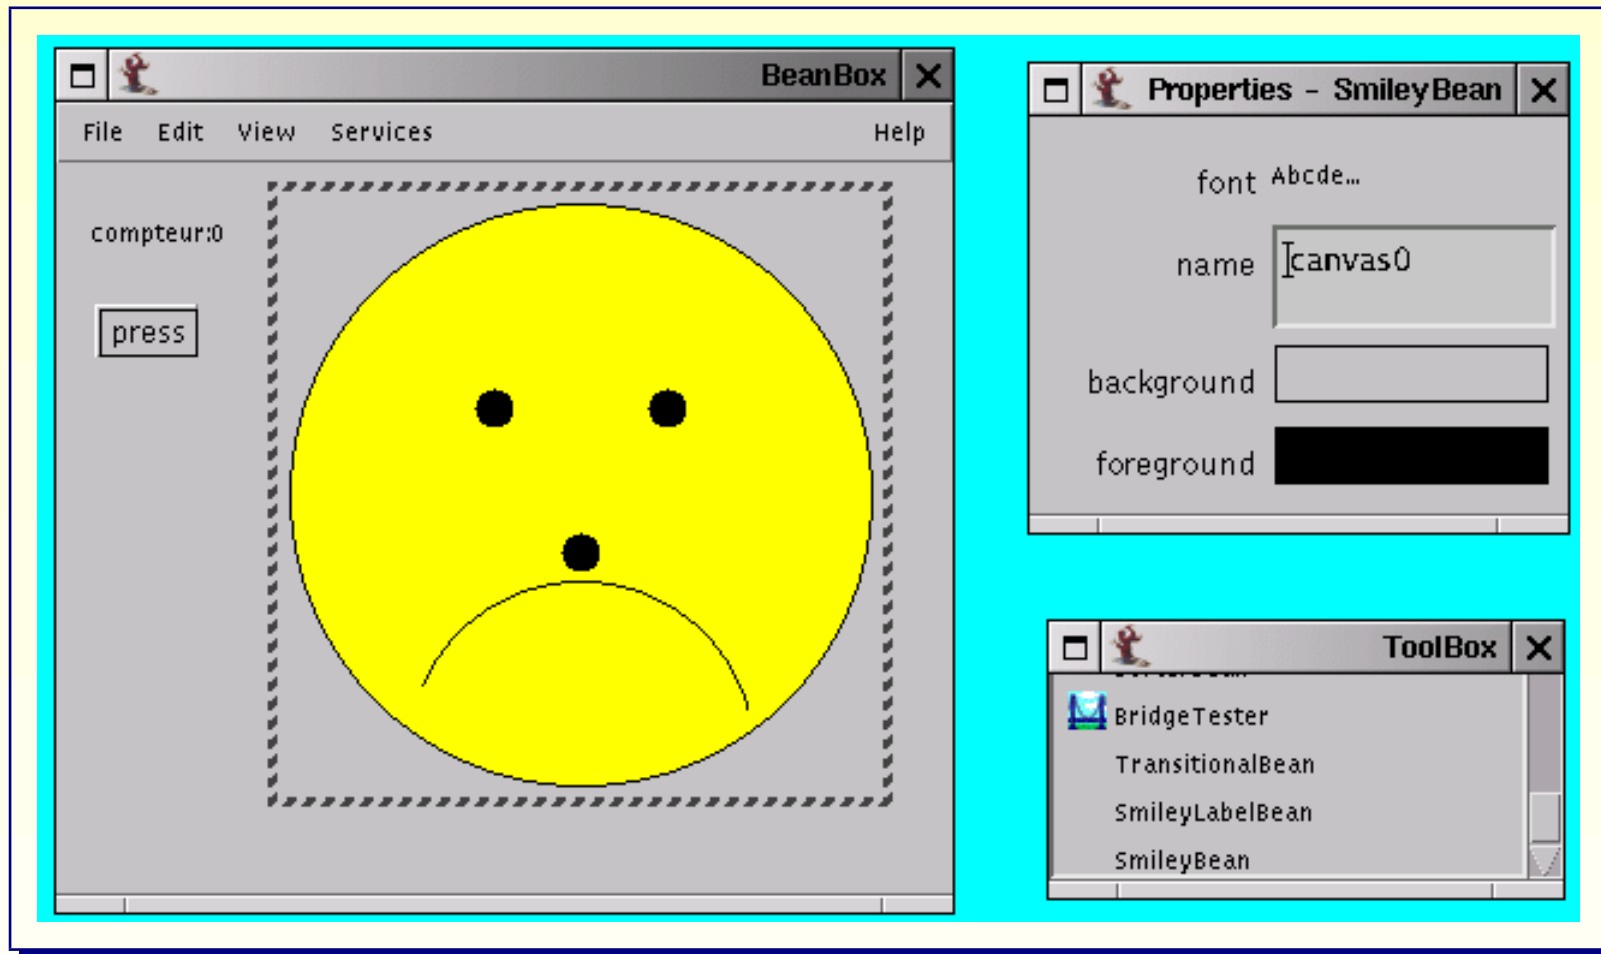 BeanBox
File Edit View Services Help
compteur:0
press
Properties - SmileyBean
font Abcde...
name canvas0
background
foreground
ToolBox
BridgeTester
TransitionalBean
SmileyLabelBean
SmileyBean